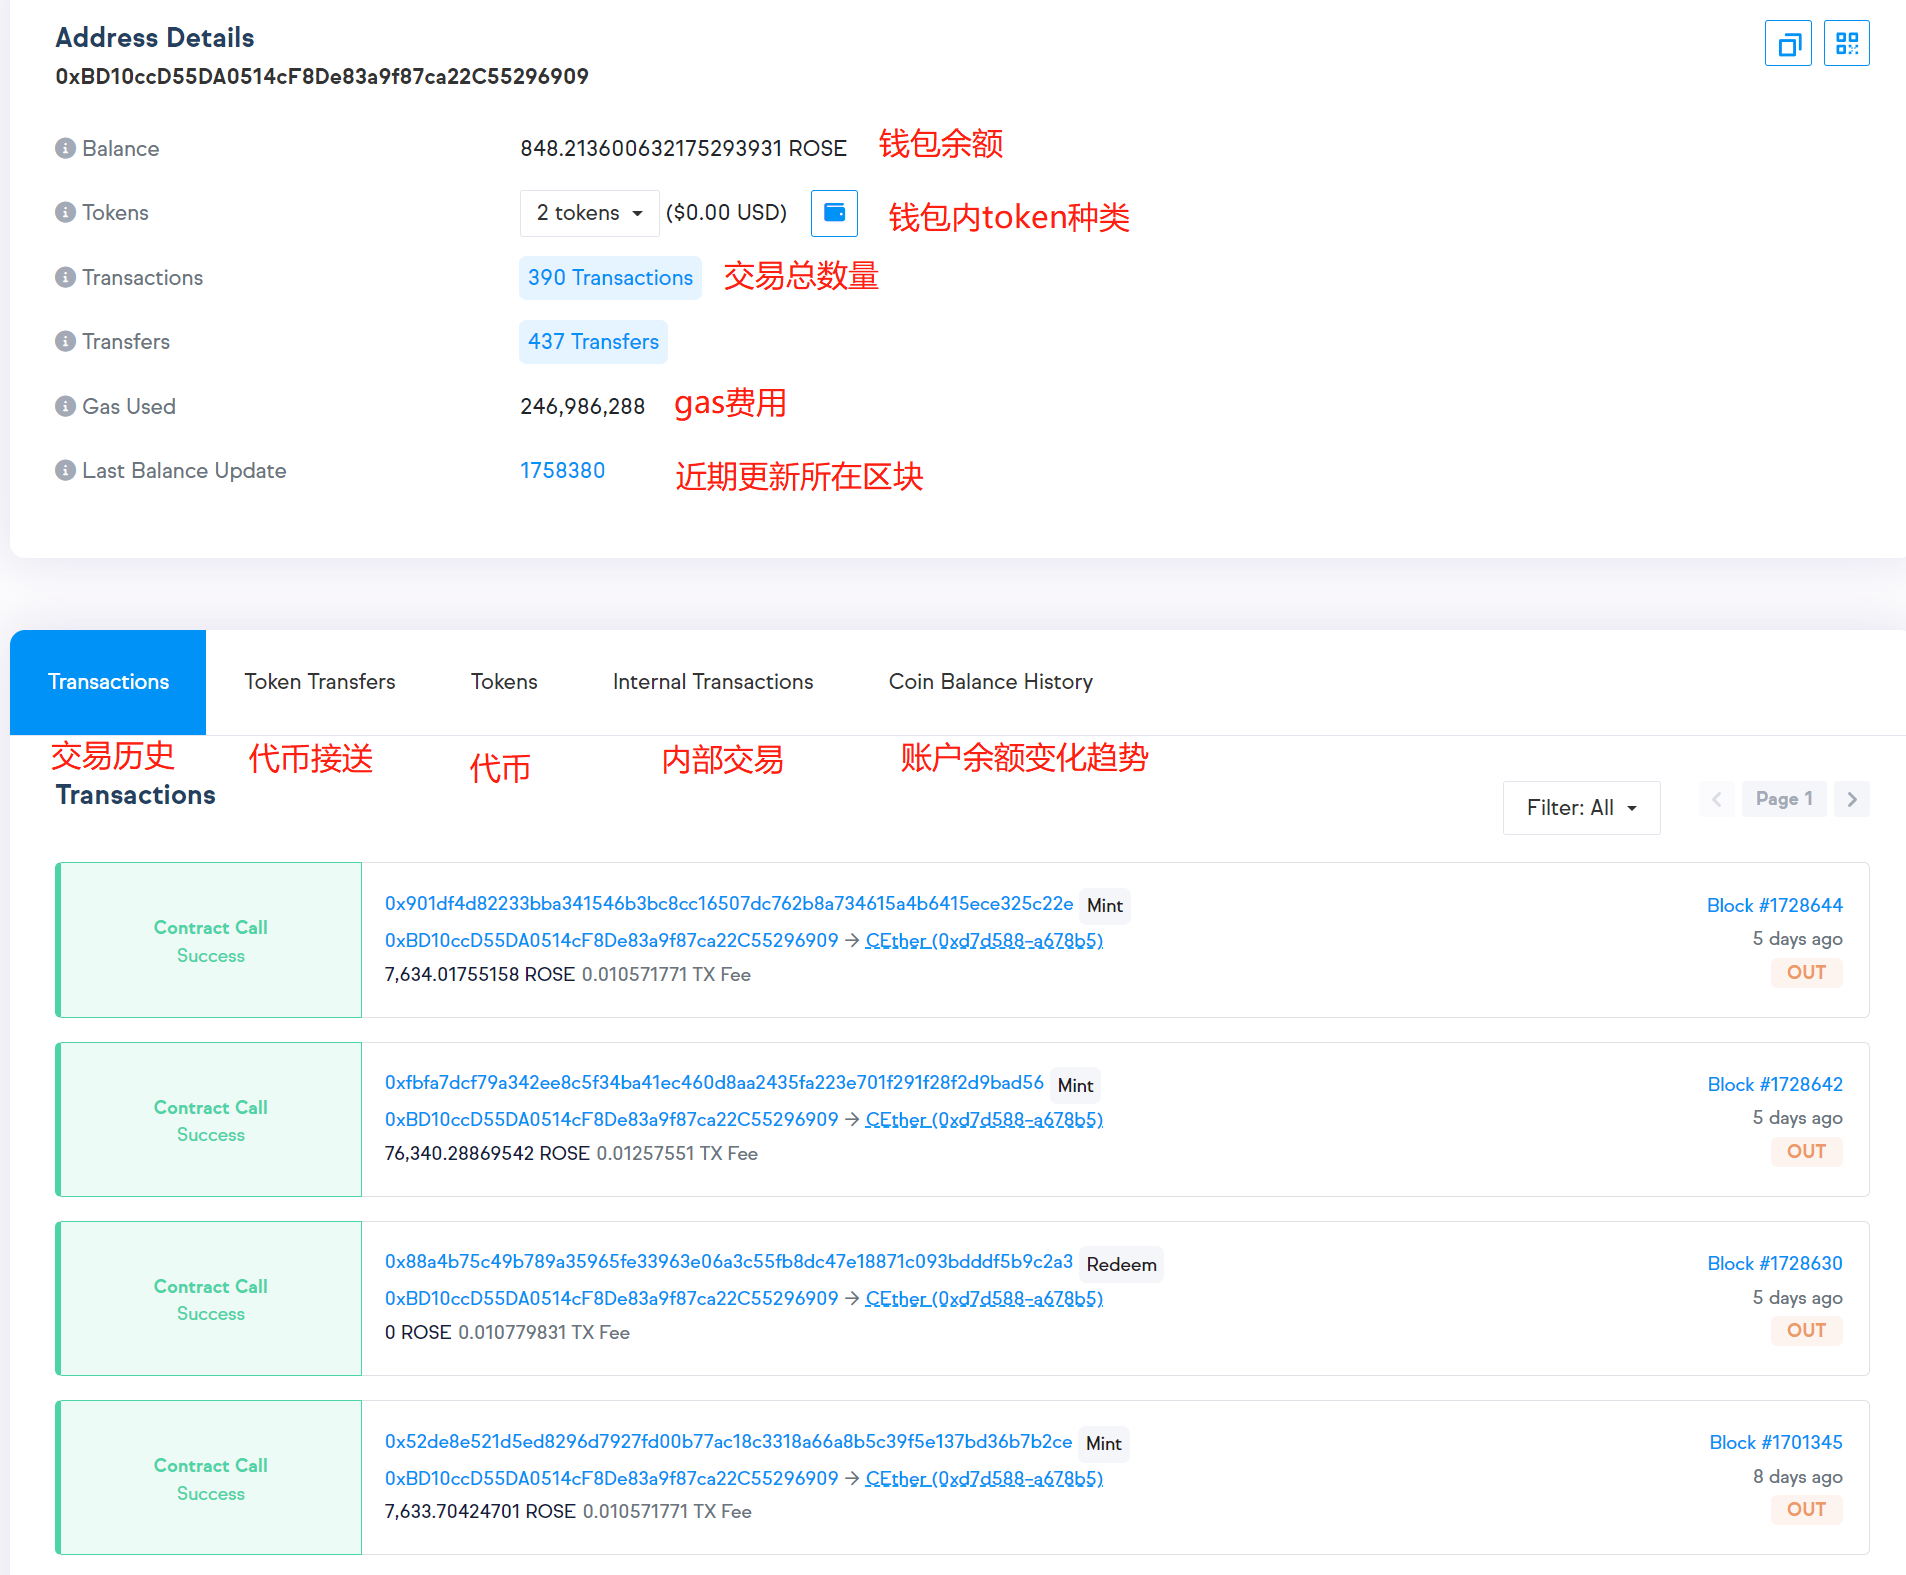 Address Details
0xBD10ccD55DA0514cF8De83a9f87ca22C55296909
Balance 848.213600632175293931 ROSE 钱包余额
Tokens 2 tokens ($0.00 USD) 钱包内token种类
Transactions 390 Transactions 交易总数量
Transfers 437 Transfers
Gas Used 246,986,288 gas费用
Last Balance Update 1758380 近期更新所在区块
Transactions Token Transfers Tokens Internal Transactions Coin Balance History
交易历史 代币接送 代币 内部交易 账户余额变化趋势
Transactions Filter: All Page 1
0x901df4d82233bba341546b3bc8cc16507dc762b8a734615a4b6415ece325c22e Mint Block #1728644
Contract Call
0xBD10ccD55DA0514cF8De83a9f87ca22C55296909 → CEther (0xd7d588-a678b5) 5 days ago
Success
7,634.01755158 ROSE 0.010571771 TX Fee OUT
0xfbfa7dcf79a342ee8c5f34ba41ec460d8aa2435fa223e701f291f28f2d9bad56 Mint Block #1728642
Contract Call
0xBD10ccD55DA0514cF8De83a9f87ca22C55296909 → CEther (0xd7d588-a678b5) 5 days ago
Success
76,340.28869542 ROSE 0.01257551 TX Fee OUT
0x88a4b75c49b789a35965fe33963e06a3c55fb8dc47e18871c093bdddf5b9c2a3 Redeem Block #1728630
Contract Call
0xBD10ccD55DA0514cF8De83a9f87ca22C55296909 → CEther (0xd7d588-a678b5) 5 days ago
Success
0 ROSE 0.010779831 TX Fee OUT
0x52de8e521d5ed8296d7927fd00b77ac18c3318a66a8b5c39f5e137bd36b7b2ce Mint Block #1701345
Contract Call
0xBD10ccD55DA0514cF8De83a9f87ca22C55296909 → CEther (0xd7d588-a678b5) 8 days ago
Success
7,633.70424701 ROSE 0.010571771 TX Fee OUT